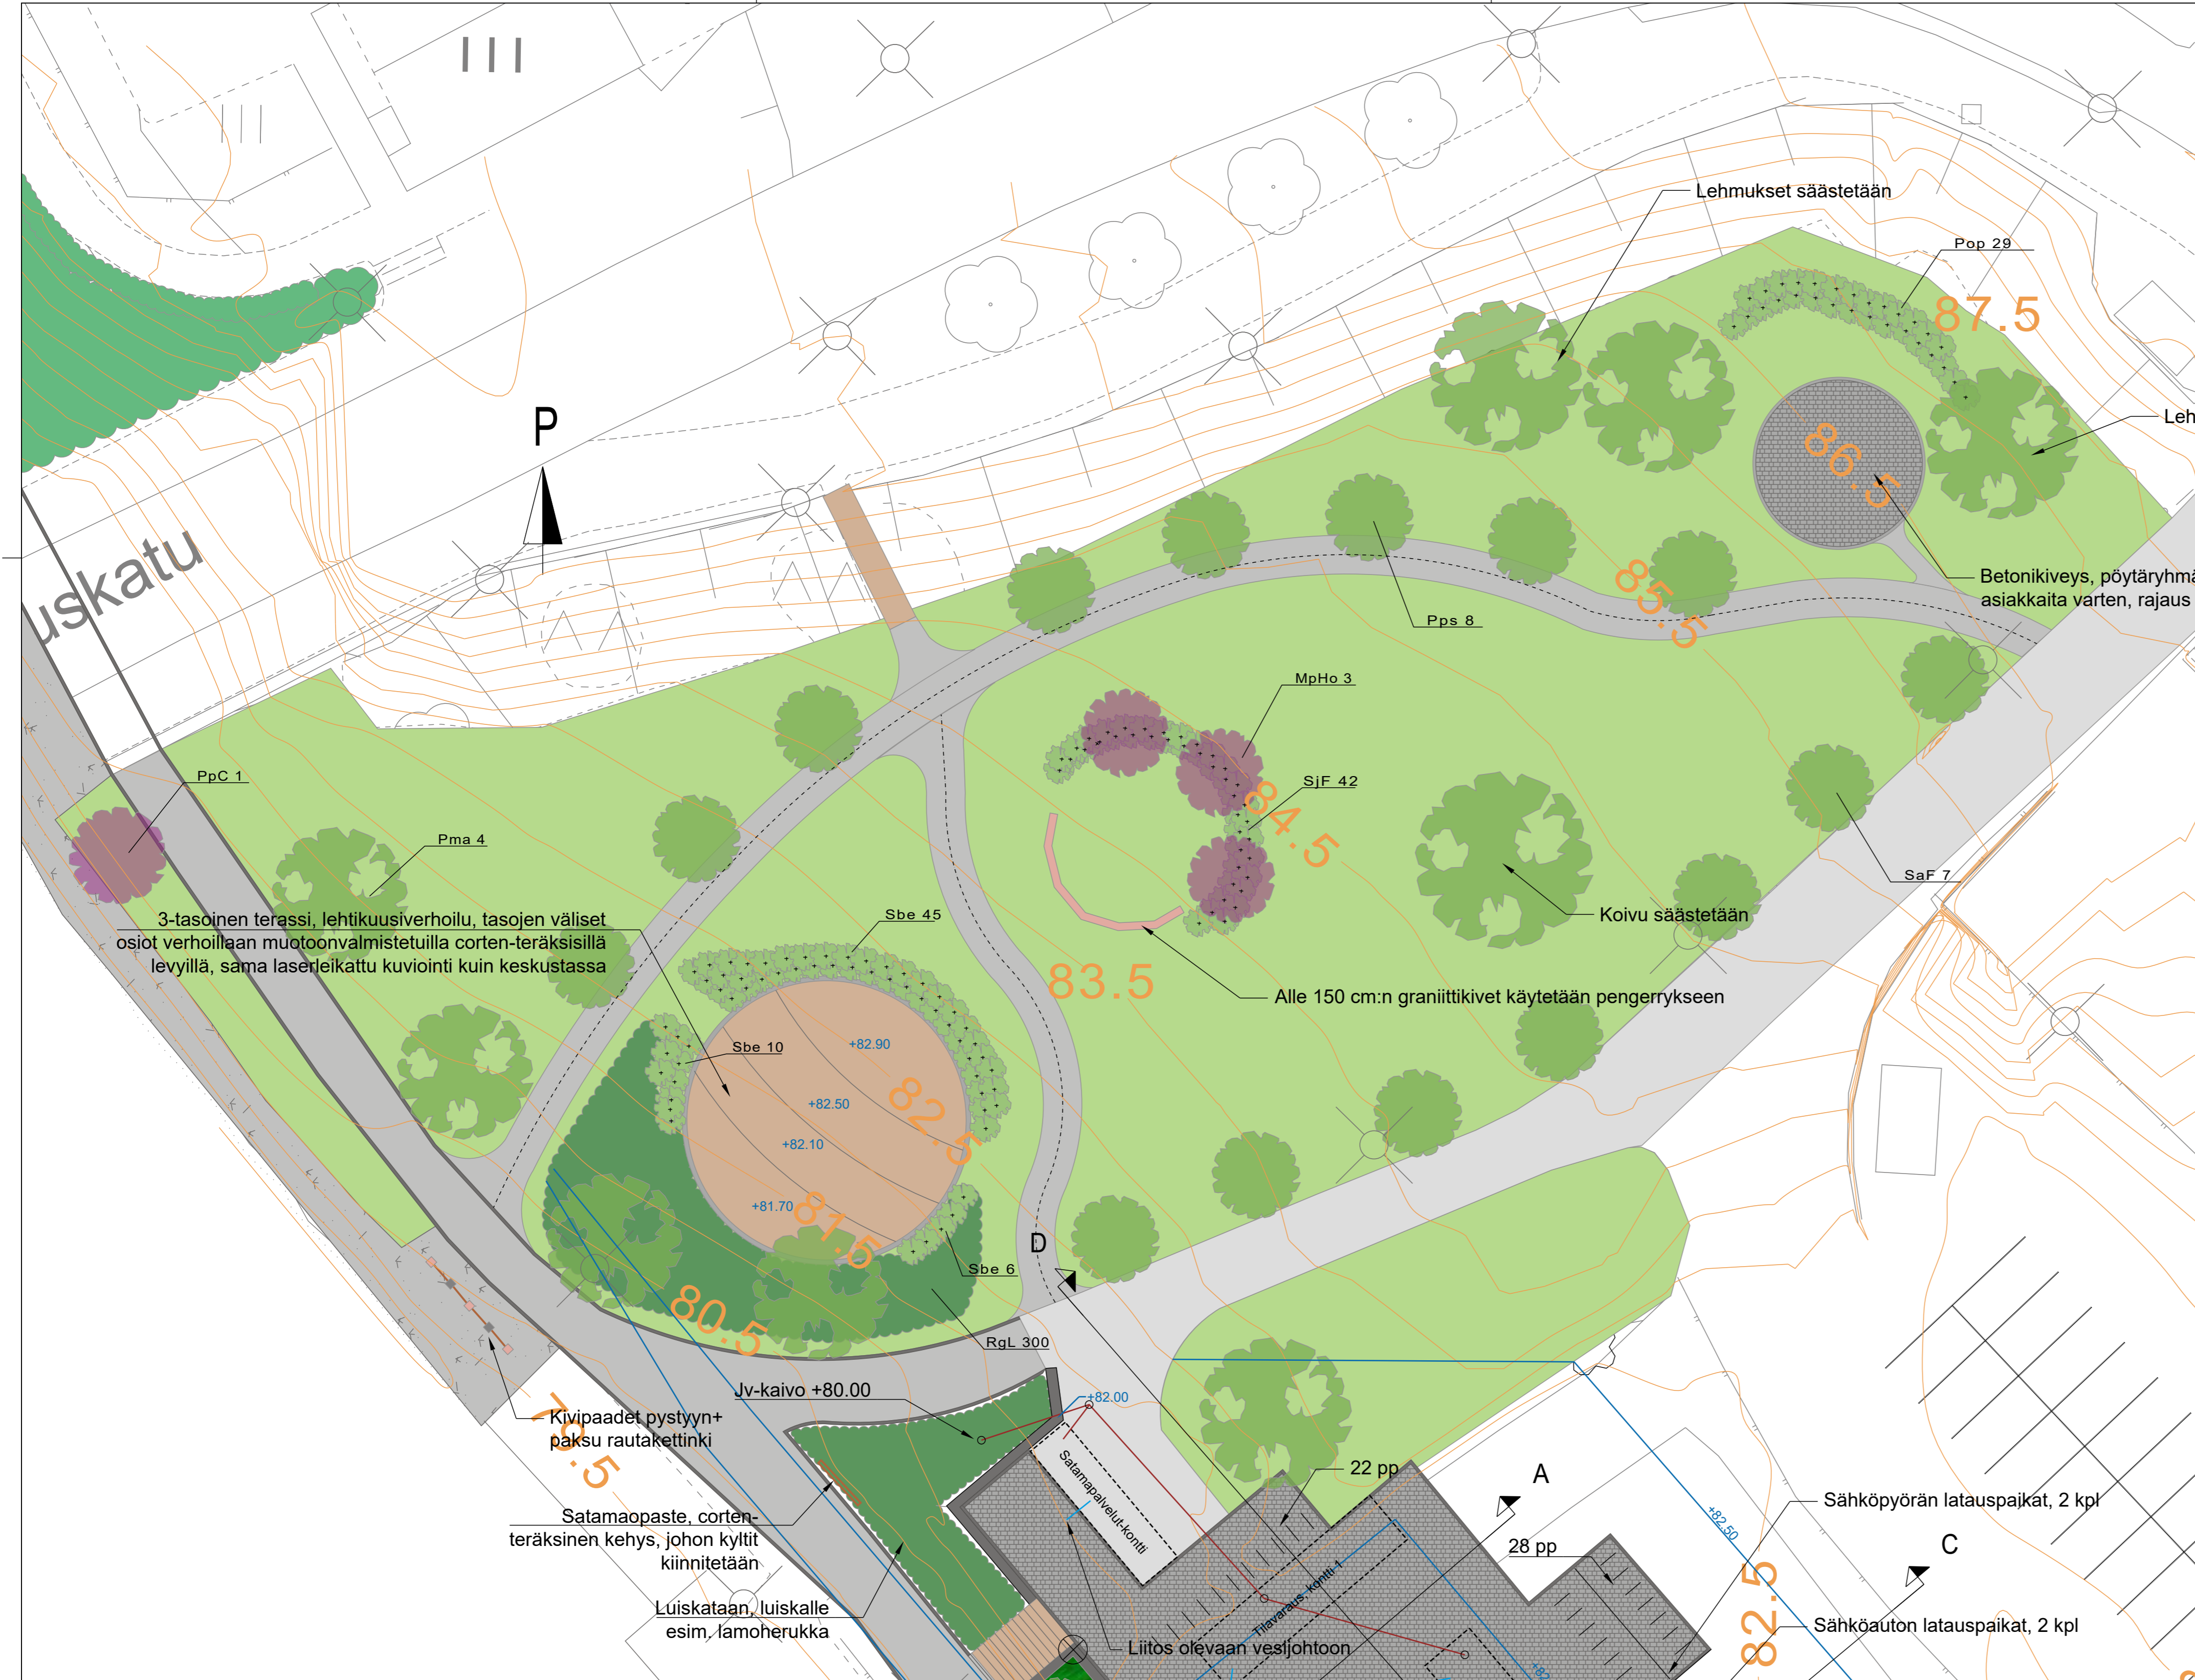 III
III
Lehmukset säästetään
Pop 29
87.5
P
Leh
86.5
uskatu
Betonikiveys, pöytäryhmä
asiakkaita varten, rajaus
85.5
Pps 8
MpHo 3
PpC 1
SjF 42
84.5
Pma 4
SaF 7
3-tasoinen terassi, lehtikuusiverhoilu, tasojen väliset
osiot verhoillaan muotoonvalmistetuilla corten-teräksisillä
levyillä, sama laserleikattu kuviointi kuin keskustassa
Sbe 45
Koivu säästetään
83.5
Alle 150 cm:n graniittikivet käytetään pengerrykseen
Sbe 10
+82.90
+82.50
82.5
+82.10
+81.70
81.5
D
Sbe 6
80.5
RgL 300
Jv-kaivo +80.00
+82.00
79.5
Kivipaadet pystyyn+
paksu rautakettinki
Satamapalvelut-kontti
22 pp
A
Satamaopaste, corten-
teräksinen kehys, johon kyltit
kiinnitetään
Sähköpyörän latauspaikat, 2 kpl
+82.50
28 pp
C
Tilavaraus, kontti 1
82.5
Luiskataan, luiskalle
esim. lamoherukka
Liitos olevaan vesijohtoon
Sähköauton latauspaikat, 2 kpl